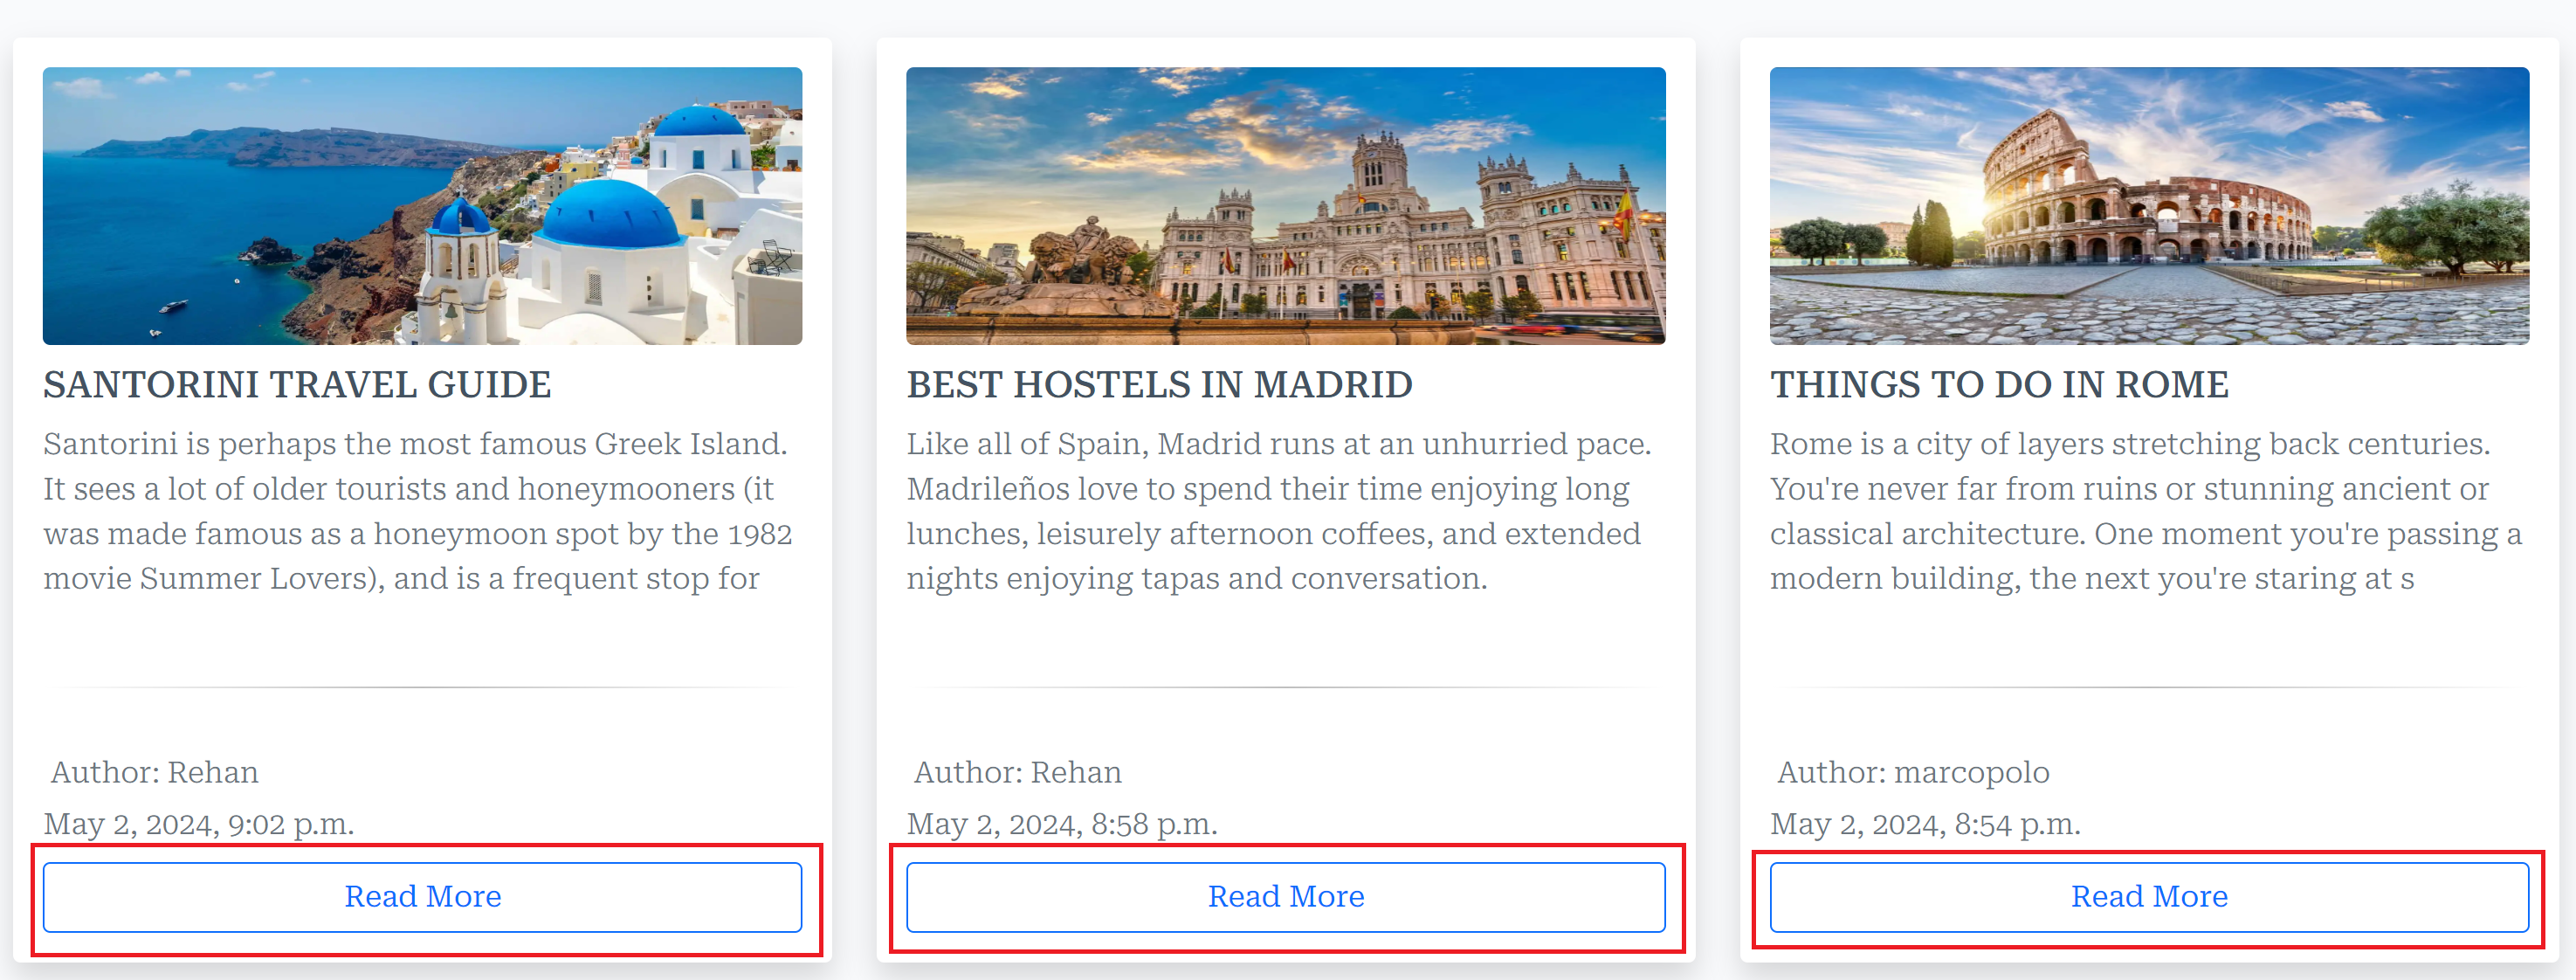 SANTORINI TRAVEL GUIDE
Santorini is perhaps the most famous Greek Island.
It sees a lot of older tourists and honeymooners (it
was made famous as a honeymoon spot by the 1982
movie Summer Lovers), and is a frequent stop for
Author: Rehan
May 2, 2024, 9:02 p.m.
Read More
BEST HOSTELS IN MADRID
Like all of Spain, Madrid runs at an unhurried pace.
Madrileños love to spend their time enjoying long
lunches, leisurely afternoon coffees, and extended
nights enjoying tapas and conversation.
Author: Rehan
May 2, 2024, 8:58 p.m.
Read More
THINGS TO DO IN ROME
Rome is a city of layers stretching back centuries.
You're never far from ruins or stunning ancient or
classical architecture. One moment you're passing a
modern building, the next you're staring at s
Author: marcopolo
May 2, 2024, 8:54 p.m.
Read More